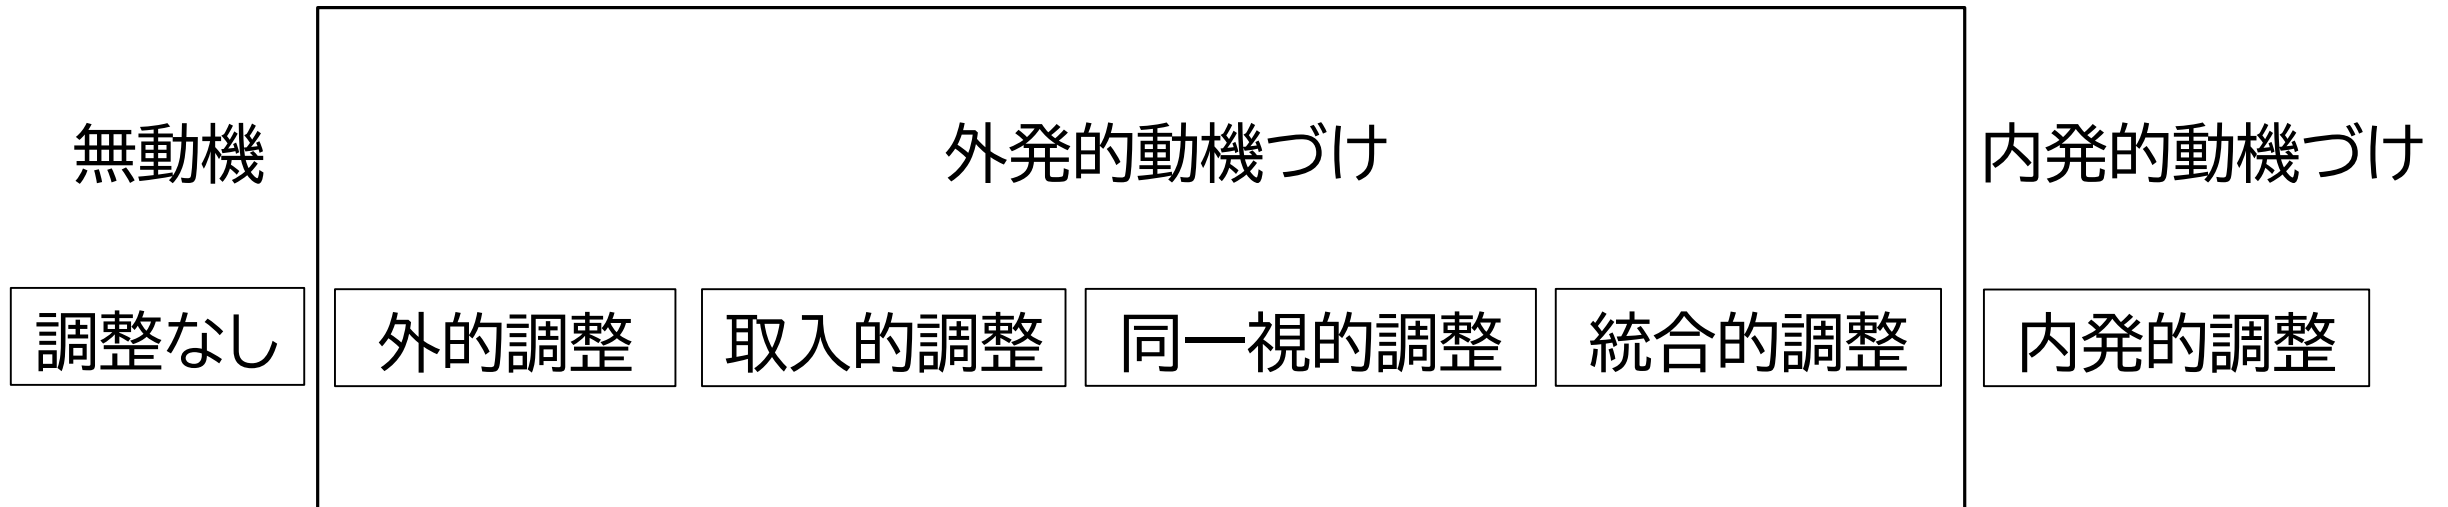 無動機 外発的動機づけ 内発的動機づけ
調整なし 外的調整 取入的調整 同一視的調整 統合的調整 内発的調整